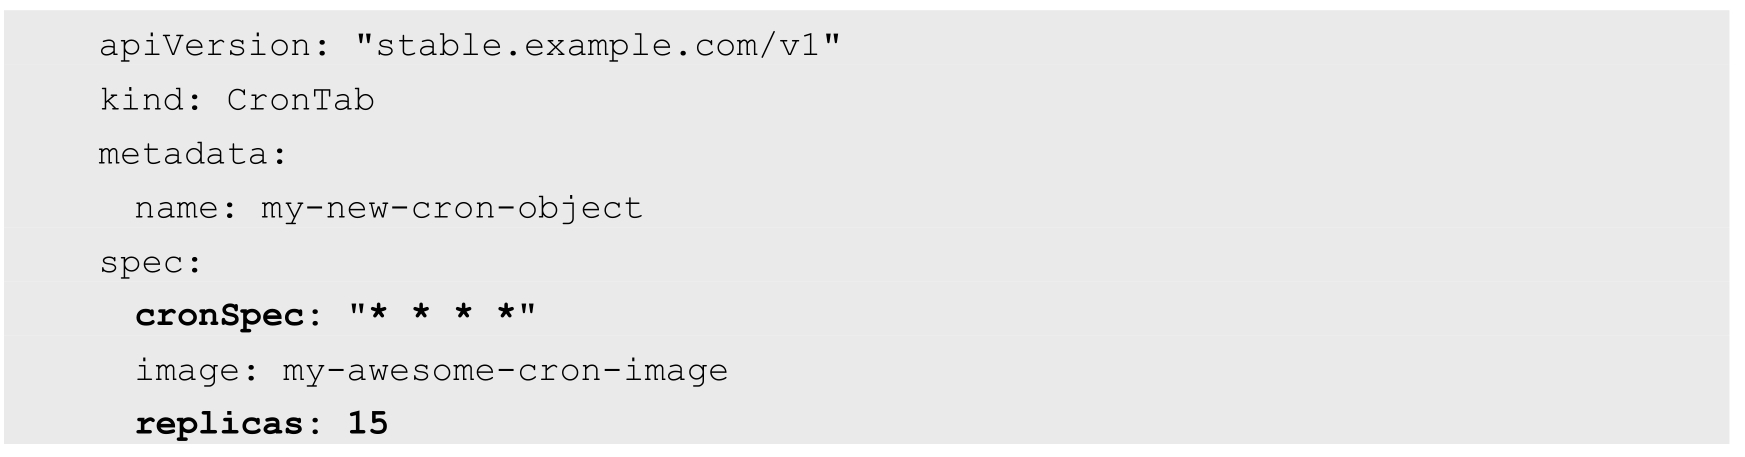 apiVersion: "stable.example.com/v1"
kind: CronTab
metadata:
  name: my-new-cron-object
spec:
  cronSpec: "* * * *"
  image: my-awesome-cron-image
  replicas: 15